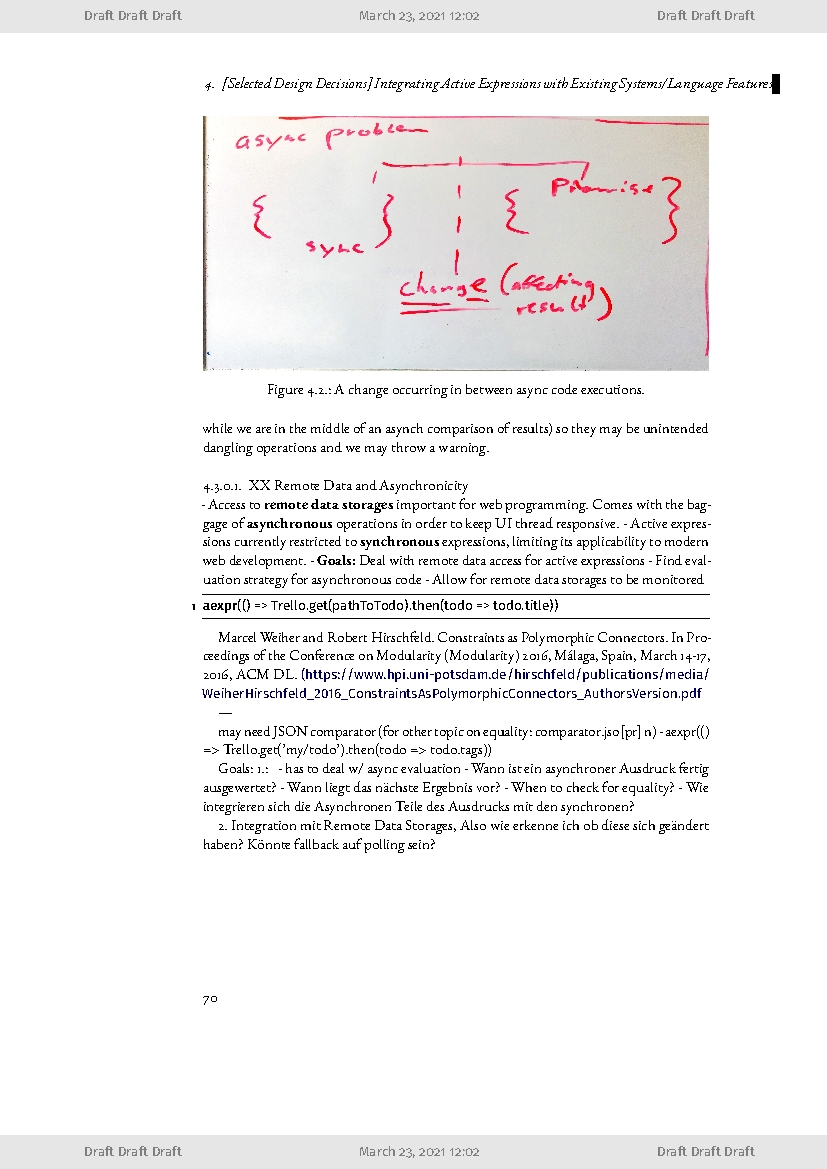 Draft Draft Draft March 23, 2021 12:02 Draft Draft Draft
4. [Selected Design Decisions] Integrating Active Expressions with Existing Systems/Language Features
async problem
{ } { Promise }
sync
change (affecting
result)
Figure 4.2.: A change occurring in between async code executions.
while we are in the middle of an asynch comparison of results) so they may be unintended
dangling operations and we may throw a warning.
4.3.0.1. XX Remote Data and Asynchronicity
- Access to remote data storages important for web programming. Comes with the bag-
gage of asynchronous operations in order to keep UI thread responsive. - Active expres-
sions currently restricted to synchronous expressions, limiting its applicability to modern
web development. - Goals: Deal with remote data access for active expressions - Find eval-
uation strategy for asynchronous code - Allow for remote data storages to be monitored
1 aexpr(() => Trello.get(pathToTodo).then(todo => todo.title))
Marcel Weiher and Robert Hirschfeld. Constraints as Polymorphic Connectors. In Pro-
ceedings of the Conference on Modularity (Modularity) 2016, Málaga, Spain, March 14-17,
2016, ACM DL. (https://www.hpi.uni-potsdam.de/hirschfeld/publications/media/
WeiherHirschfeld_2016_ConstraintsAsPolymorphicConnectors_AuthorsVersion.pdf
—
may need JSON comparator (for other topic on equality: comparator.jso[pr] n) - aexpr(()
=> Trello.get('my/todo').then(todo => todo.tags))
Goals: 1.: - has to deal w/ async evaluation - Wann ist ein asynchroner Ausdruck fertig
ausgewertet? - Wann liegt das nächste Ergebnis vor? - When to check for equality? - Wie
integrieren sich die Asynchronen Teile des Ausdrucks mit den synchronen?
2. Integration mit Remote Data Storages, Also wie erkenne ich ob diese sich geändert
haben? Könnte fallback auf polling sein?
70
Draft Draft Draft March 23, 2021 12:02 Draft Draft Draft